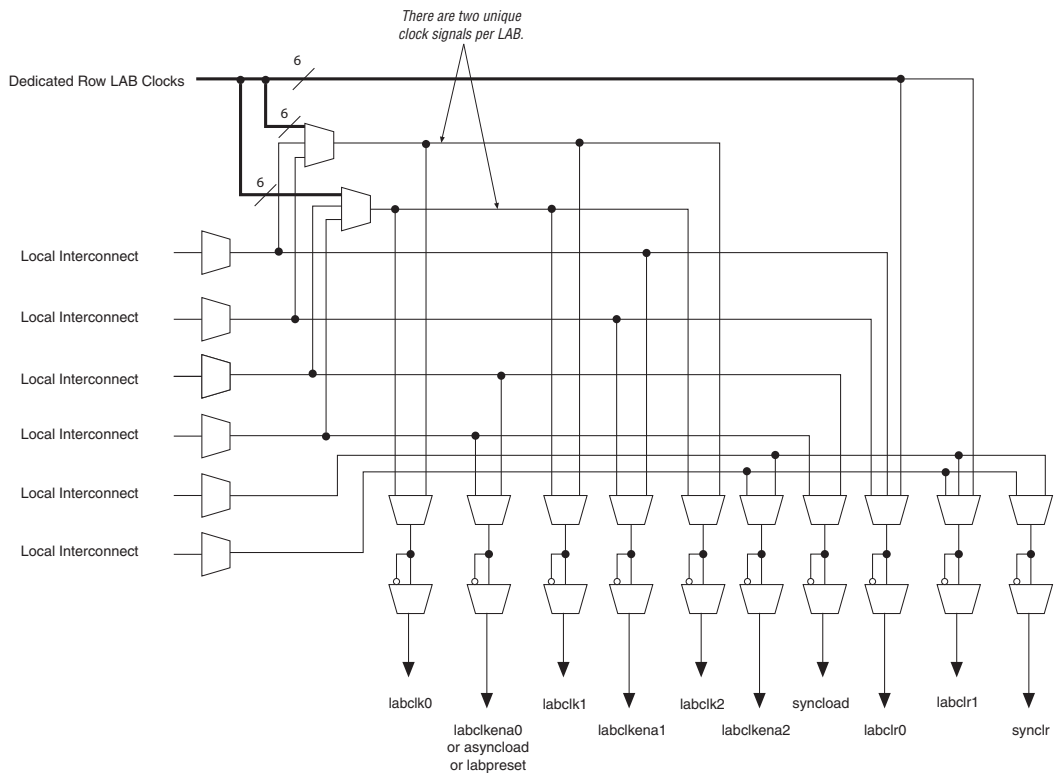 There are two unique
clock signals per LAB.
6
Dedicated Row LAB Clocks
6
6
Local Interconnect
Local Interconnect
Local Interconnect
Local Interconnect
Local Interconnect
Local Interconnect
labclk0
labclk1
labclk2
syncload
labclr1
labclkena0
or asyncload
or labpreset
labclkena1
labclkena2
labclr0
synclr